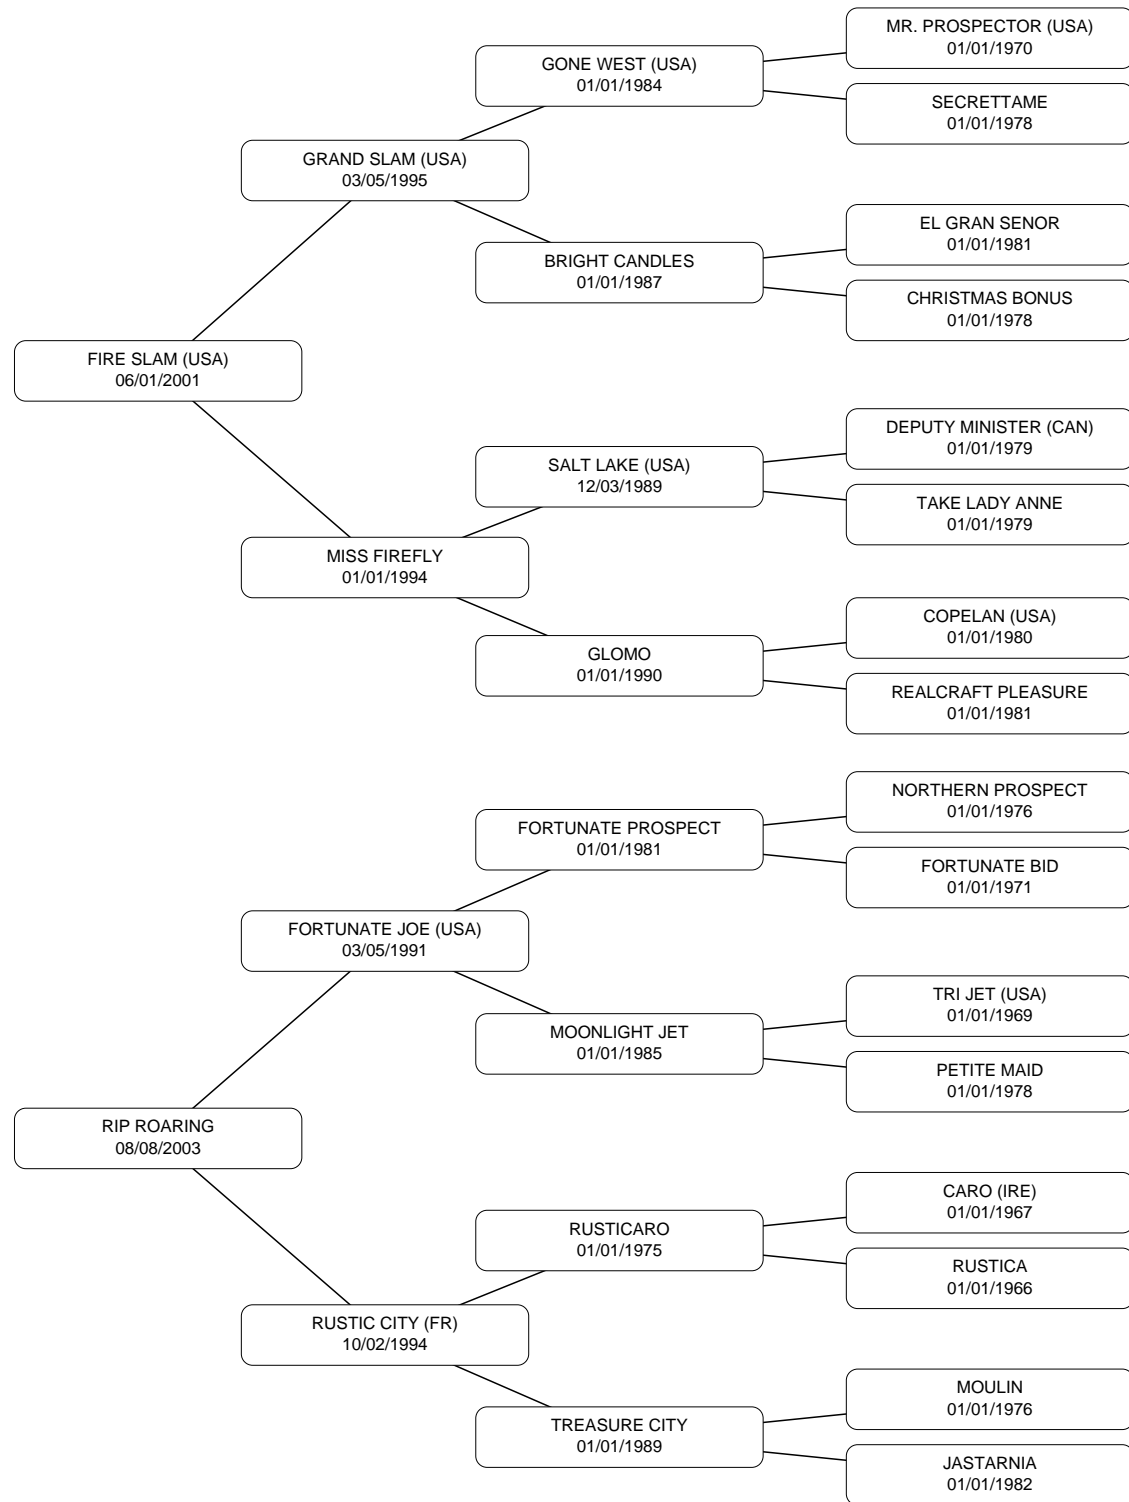 MR. PROSPECTOR (USA)
01/01/1970
GONE WEST (USA)
01/01/1984
SECRETTAME
01/01/1978
GRAND SLAM (USA)
03/05/1995
EL GRAN SENOR
01/01/1981
BRIGHT CANDLES
01/01/1987
CHRISTMAS BONUS
01/01/1978
FIRE SLAM (USA)
06/01/2001
DEPUTY MINISTER (CAN)
01/01/1979
SALT LAKE (USA)
12/03/1989
TAKE LADY ANNE
01/01/1979
MISS FIREFLY
01/01/1994
COPELAN (USA)
01/01/1980
GLOMO
01/01/1990
REALCRAFT PLEASURE
01/01/1981
NORTHERN PROSPECT
01/01/1976
FORTUNATE PROSPECT
01/01/1981
FORTUNATE BID
01/01/1971
FORTUNATE JOE (USA)
03/05/1991
TRI JET (USA)
01/01/1969
MOONLIGHT JET
01/01/1985
PETITE MAID
01/01/1978
RIP ROARING
08/08/2003
CARO (IRE)
01/01/1967
RUSTICARO
01/01/1975
RUSTICA
01/01/1966
RUSTIC CITY (FR)
10/02/1994
MOULIN
01/01/1976
TREASURE CITY
01/01/1989
JASTARNIA
01/01/1982